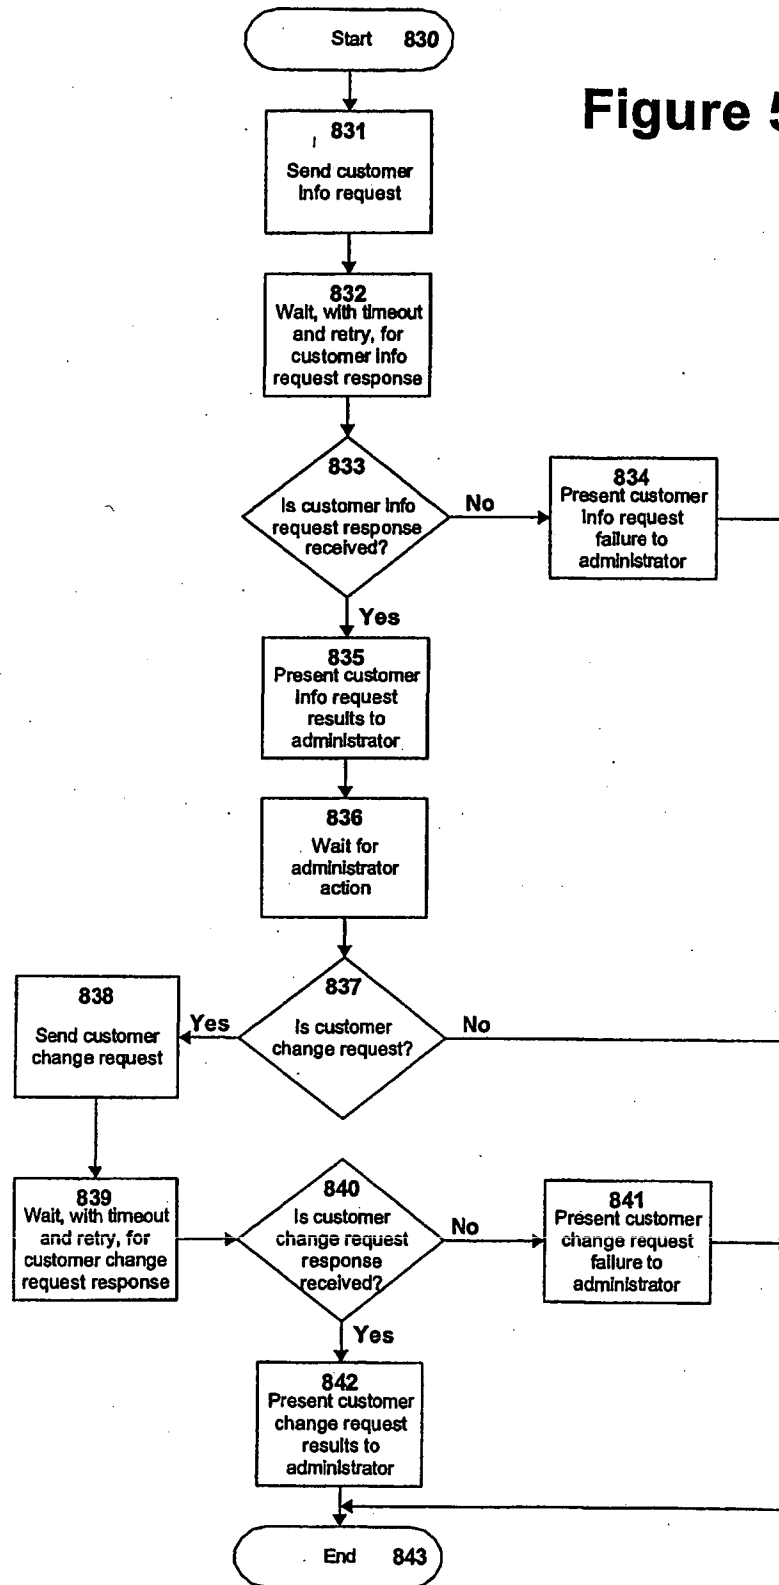 Start 830
Figure 5
831
Send customer
info request
832
Wait, with timeout
and retry, for
customer info
request response
833
Is customer info
request response
received?
No
834
Present customer
info request
failure to
administrator
Yes
835
Present customer
info request
results to
administrator
836
Wait for
administrator
action
837
Is customer
change request?
Yes
No
838
Send customer
change request
839
Wait, with timeout
and retry, for
customer change
request response
840
Is customer
change request
response
received?
No
841
Present customer
change request
failure to
administrator
Yes
842
Present customer
change request
results to
administrator
End 843